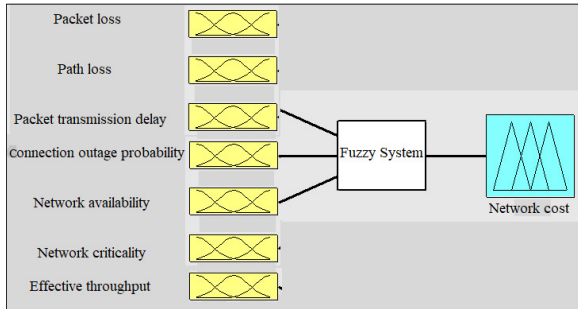 Packet loss
Path loss
Packet transmission delay
Connection outage probability
Network availability
Network criticality
Effective throughput
Fuzzy System
Network cost